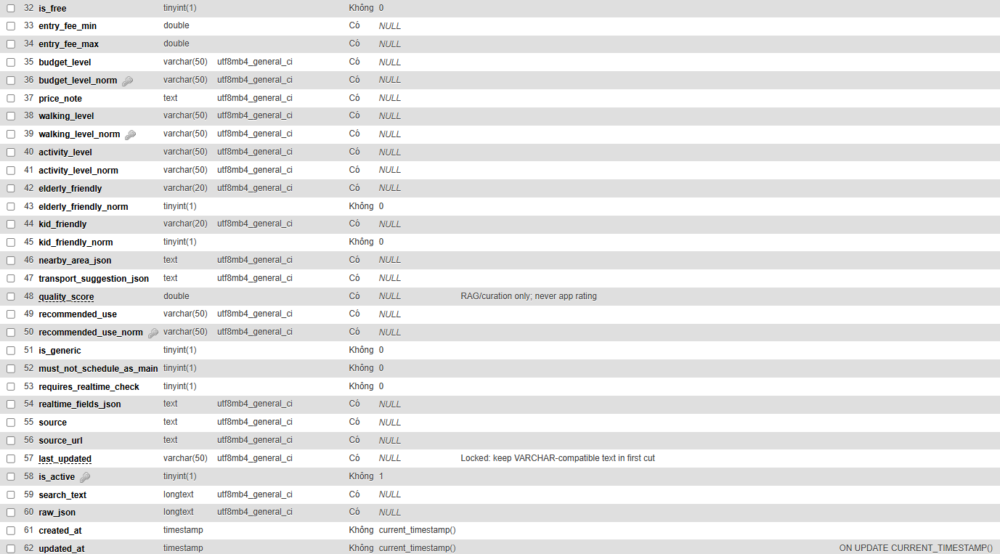 32 is_free tinyint(1) Không 0
33 entry_fee_min double Có NULL
34 entry_fee_max double Có NULL
35 budget_level varchar(50) utf8mb4_general_ci Có NULL
36 budget_level_norm varchar(50) utf8mb4_general_ci Có NULL
37 price_note text utf8mb4_general_ci Có NULL
38 walking_level varchar(50) utf8mb4_general_ci Có NULL
39 walking_level_norm varchar(50) utf8mb4_general_ci Có NULL
40 activity_level varchar(50) utf8mb4_general_ci Có NULL
41 activity_level_norm varchar(50) utf8mb4_general_ci Có NULL
42 elderly_friendly varchar(20) utf8mb4_general_ci Có NULL
43 elderly_friendly_norm tinyint(1) Không 0
44 kid_friendly varchar(20) utf8mb4_general_ci Có NULL
45 kid_friendly_norm tinyint(1) Không 0
46 nearby_area_json text utf8mb4_general_ci Có NULL
47 transport_suggestion_json text utf8mb4_general_ci Có NULL
48 quality_score double Có NULL RAG/curation only; never app rating
49 recommended_use varchar(50) utf8mb4_general_ci Có NULL
50 recommended_use_norm varchar(50) utf8mb4_general_ci Có NULL
51 is_generic tinyint(1) Không 0
52 must_not_schedule_as_main tinyint(1) Không 0
53 requires_realtime_check tinyint(1) Không 0
54 realtime_fields_json text utf8mb4_general_ci Có NULL
55 source text utf8mb4_general_ci Có NULL
56 source_url text utf8mb4_general_ci Có NULL
57 last_updated varchar(50) utf8mb4_general_ci Có NULL Locked: keep VARCHAR-compatible text in first cut
58 is_active tinyint(1) Không 1
59 search_text longtext utf8mb4_general_ci Có NULL
60 raw_json longtext utf8mb4_general_ci Có NULL
61 created_at timestamp Không current_timestamp()
62 updated_at timestamp Không current_timestamp() ON UPDATE CURRENT_TIMESTAMP()